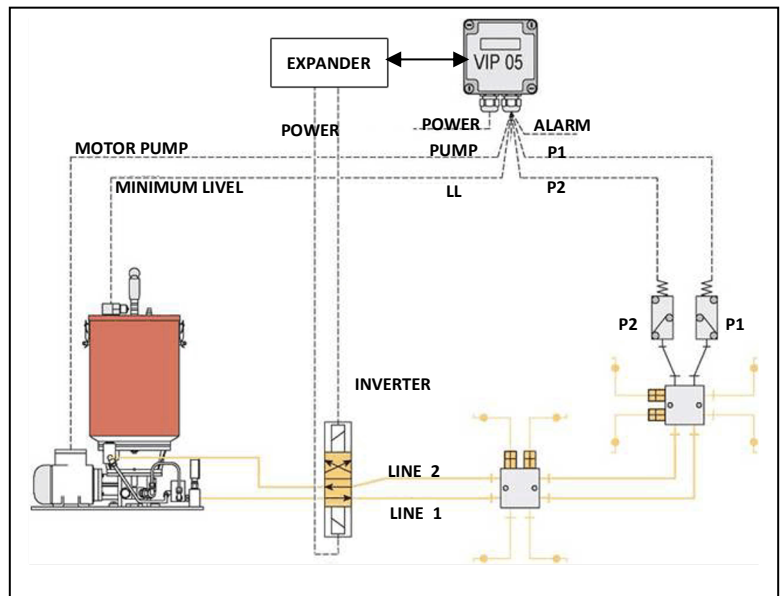 EXPANDER
VIP 05
POWER
POWER
ALARM
MOTOR PUMP
PUMP
P1
MINIMUM LIVEL
LL
P2
P2
P1
INVERTER
LINE 2
LINE 1